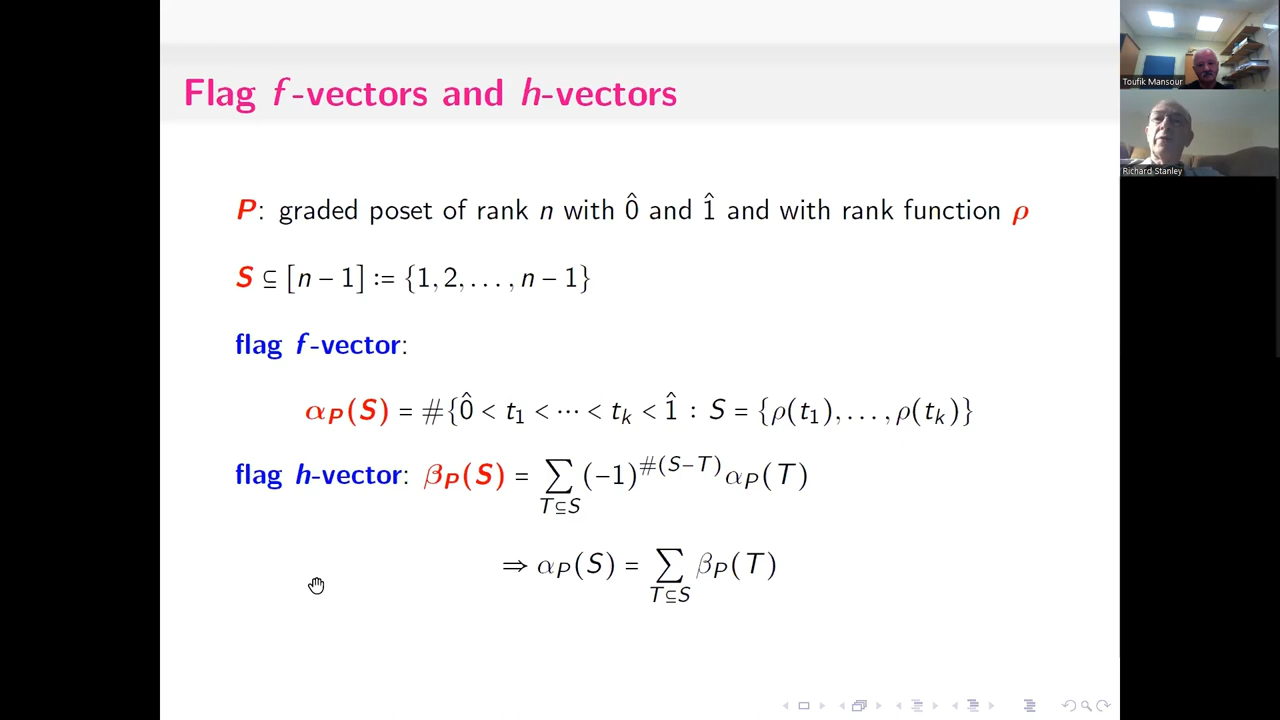 Flag f-vectors and h-vectors
P: graded poset of rank n with 0̂ and 1̂ and with rank function ρ
S ⊆ [n − 1] := {1, 2, . . . , n − 1}
flag f-vector:
α_P(S) = #{0̂ < t₁ < ⋯ < t_k < 1̂ : S = {ρ(t₁), . . . , ρ(t_k)}
flag h-vector: β_P(S) = ∑_{T⊆S} (−1)^{#(S−T)} α_P(T)
⇒ α_P(S) = ∑_{T⊆S} β_P(T)
Toufik Mansour
Richard Stanley